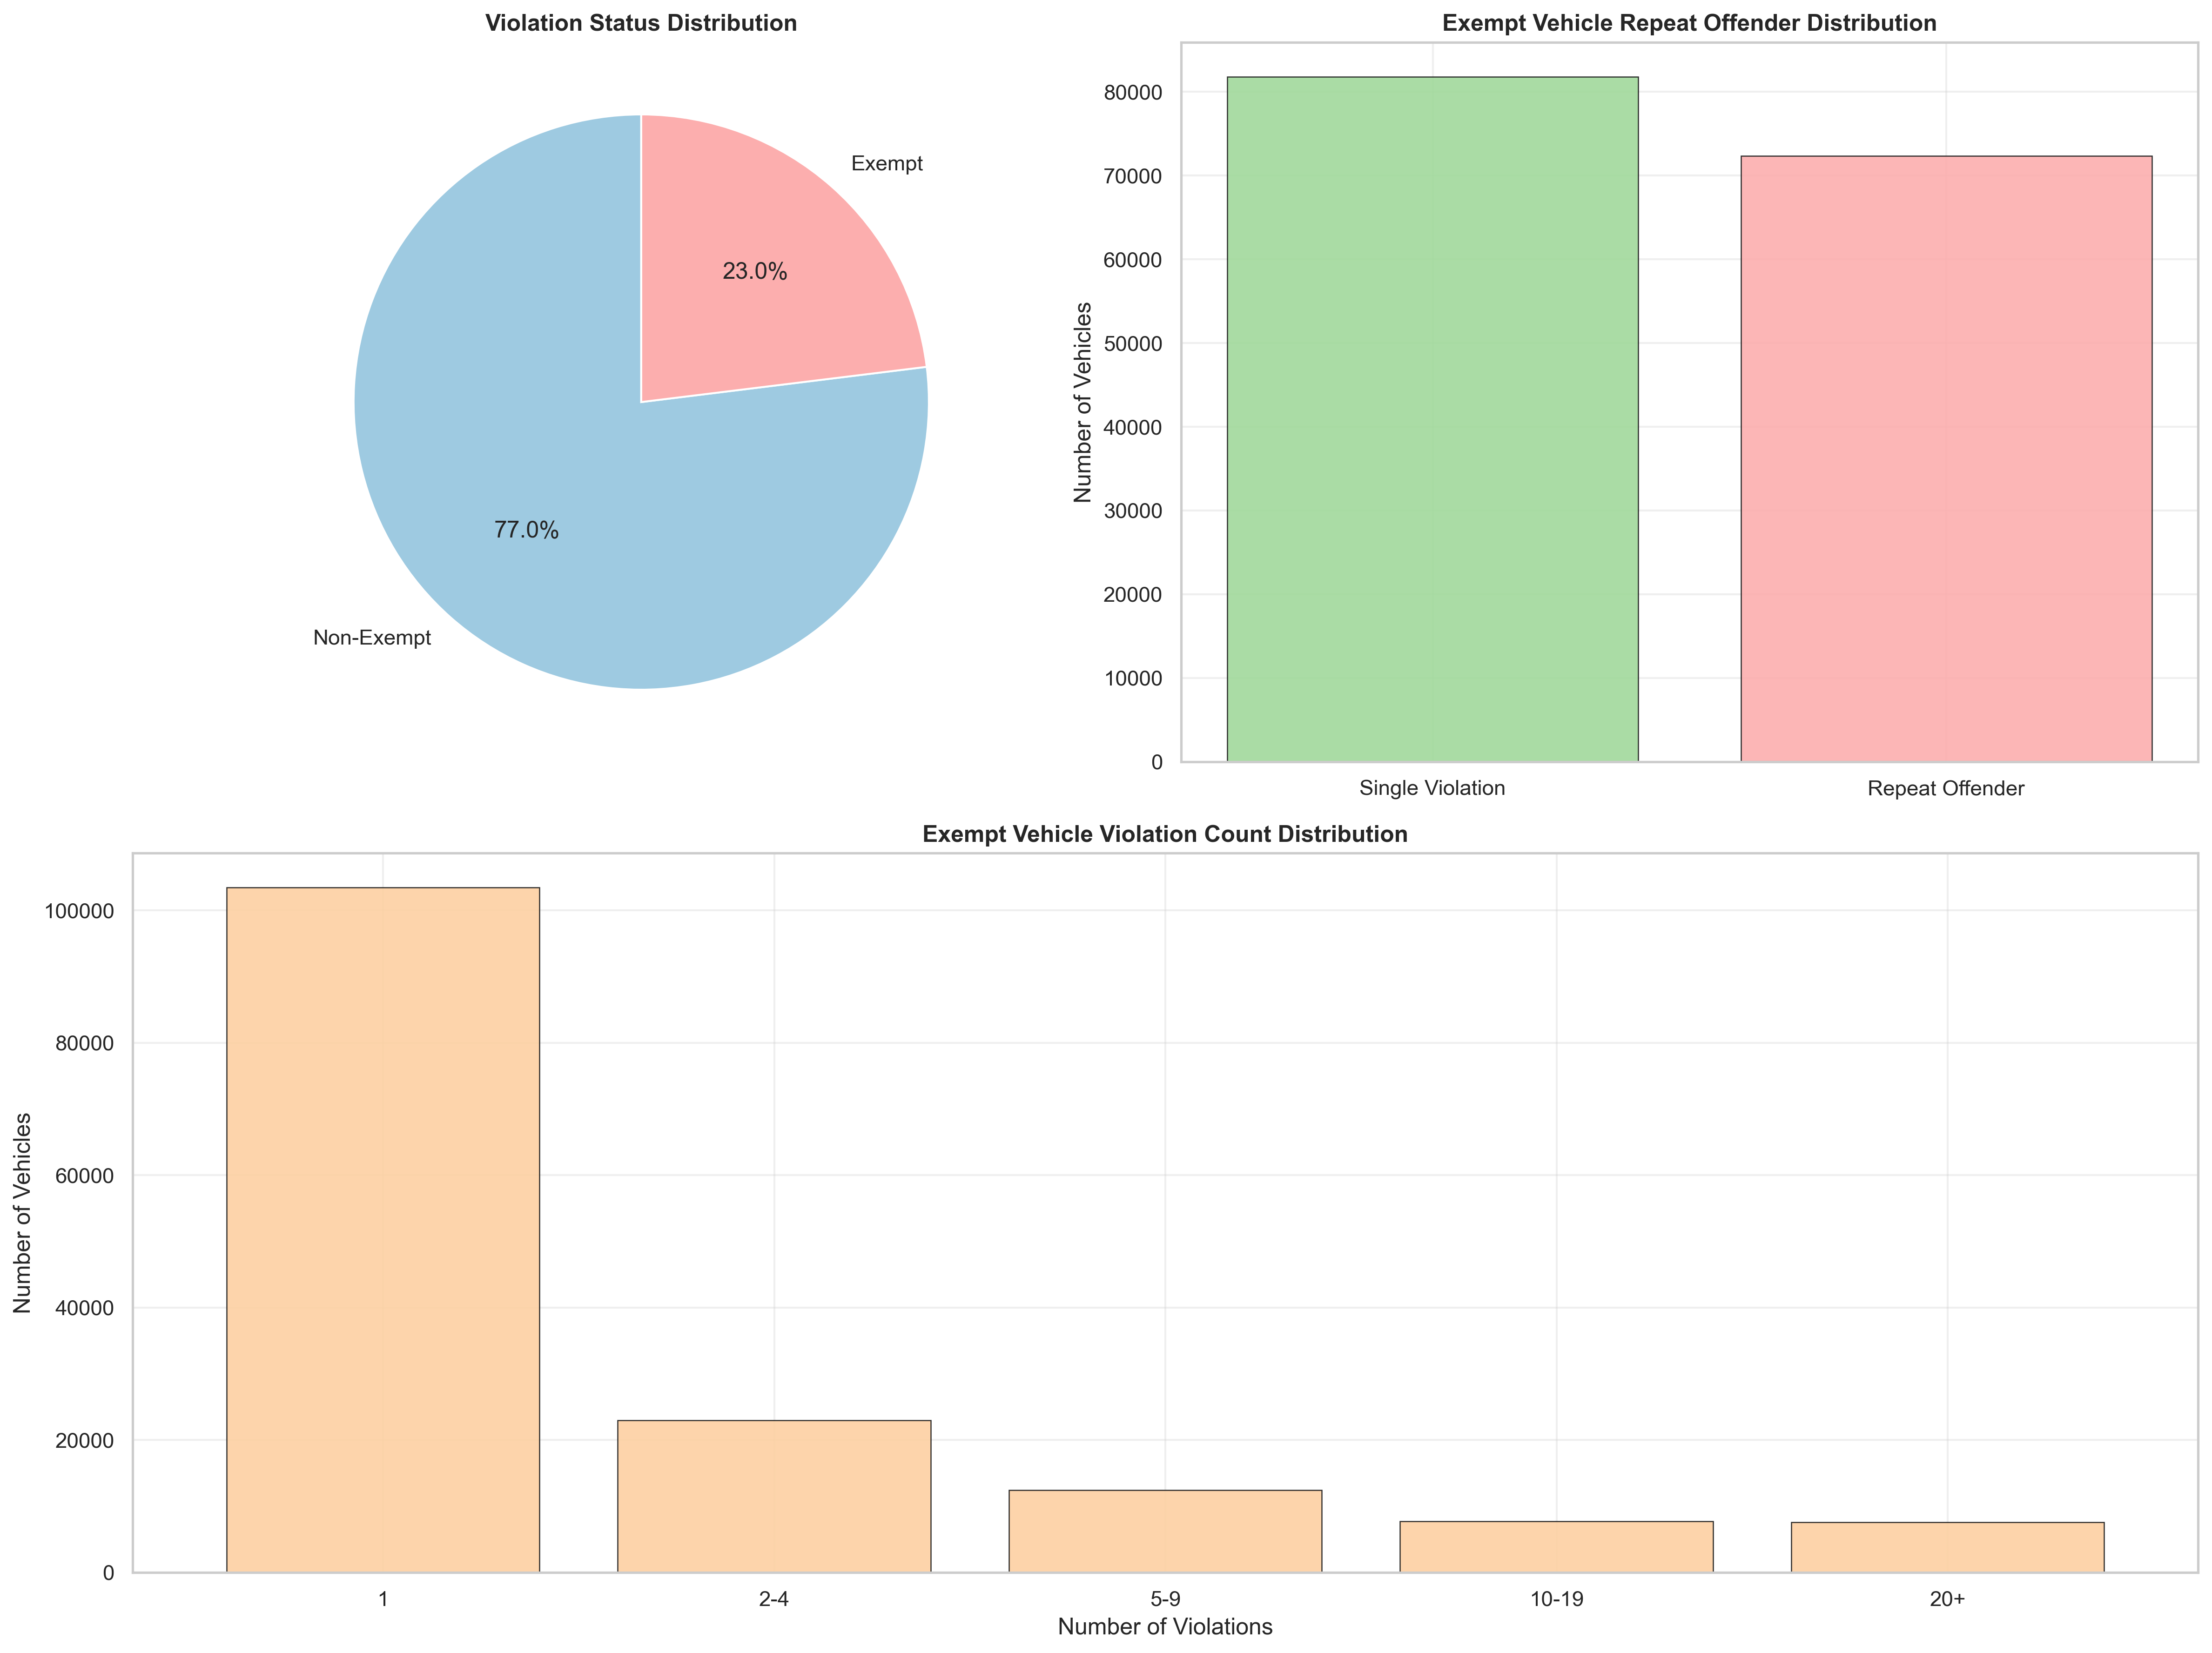 Violation Status Distribution
Exempt
23.0%
77.0%
Non-Exempt
Exempt Vehicle Repeat Offender Distribution
Number of Vehicles
80000
70000
60000
50000
40000
30000
20000
10000
0
Single Violation
Repeat Offender
Exempt Vehicle Violation Count Distribution
Number of Vehicles
100000
80000
60000
40000
20000
0
1
2-4
5-9
10-19
20+
Number of Violations